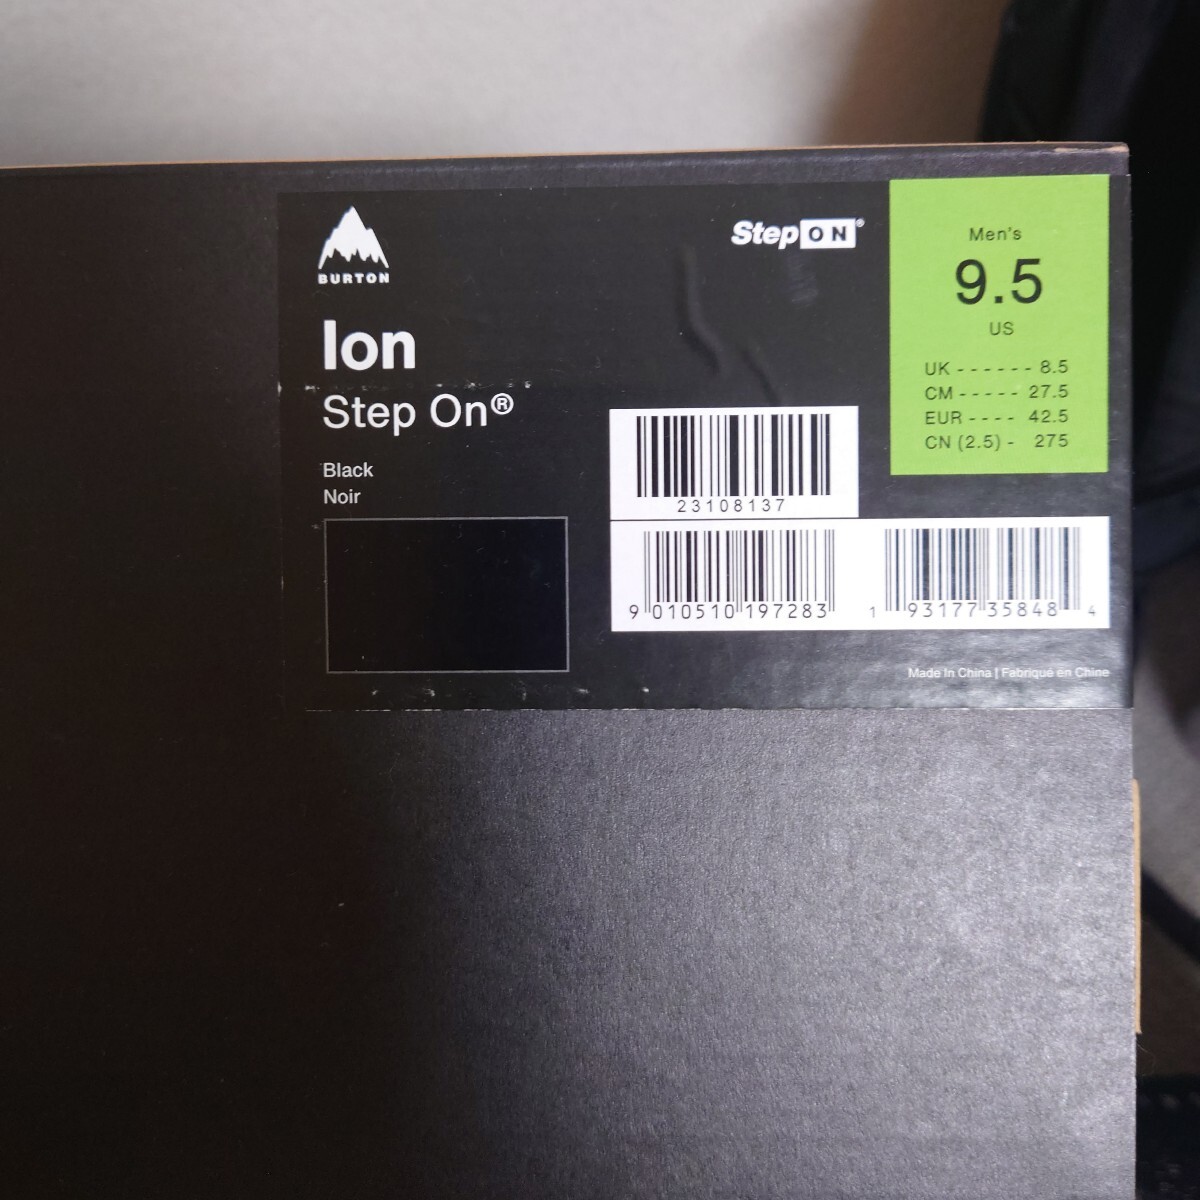 BURTON
StepON®
Ion
Step On®
Black
Noir
Men's
9.5
US
UK - - - - - - 8.5
CM - - - - - 27.5
EUR - - - - 42.5
CN (2.5) - 275
23108137
9 010510 197283
1 93177 35848 4
Made In China | Fabriqué en Chine